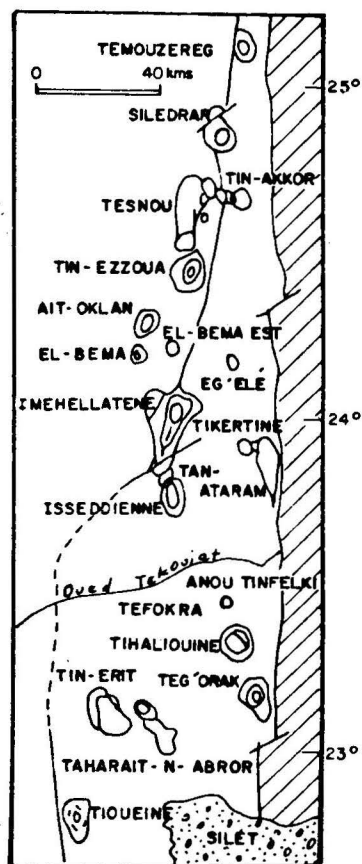 TEMOUZEREG
0 40 kms
25°
SILEDRAR
TIN-AKKOR
TESNOU
TIN-EZZOUA
AIT-OKLAN
EL-BEMA EST
EL-BEMA
EG'ELÉ
IMEHELLATENE
24°
TIKERTINE
TAN-
ATARAM
ISSEDDIENNE
Oued Tekouiat
ANOU TINFELKI
TEFOKRA
TIHALIOUINE
TIN-ERIT
TEG'ORAK
23°
TAHARAIT-N-ABROR
TIOUEINE
SILET